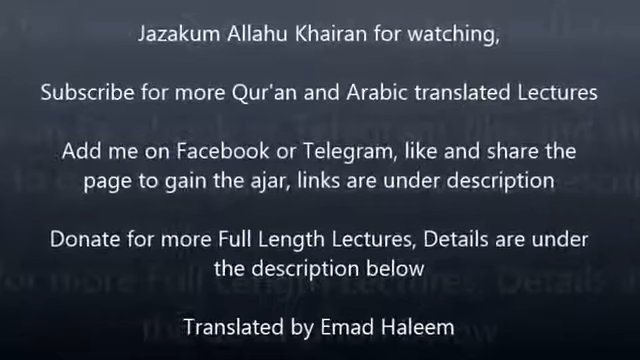 Jazakum Allahu Khairan for watching,
Subscribe for more Qur'an and Arabic translated Lectures
Add me on Facebook or Telegram, like and share the
page to gain the ajar, links are under description
Donate for more Full Length Lectures, Details are under
the description below
Translated by Emad Haleem